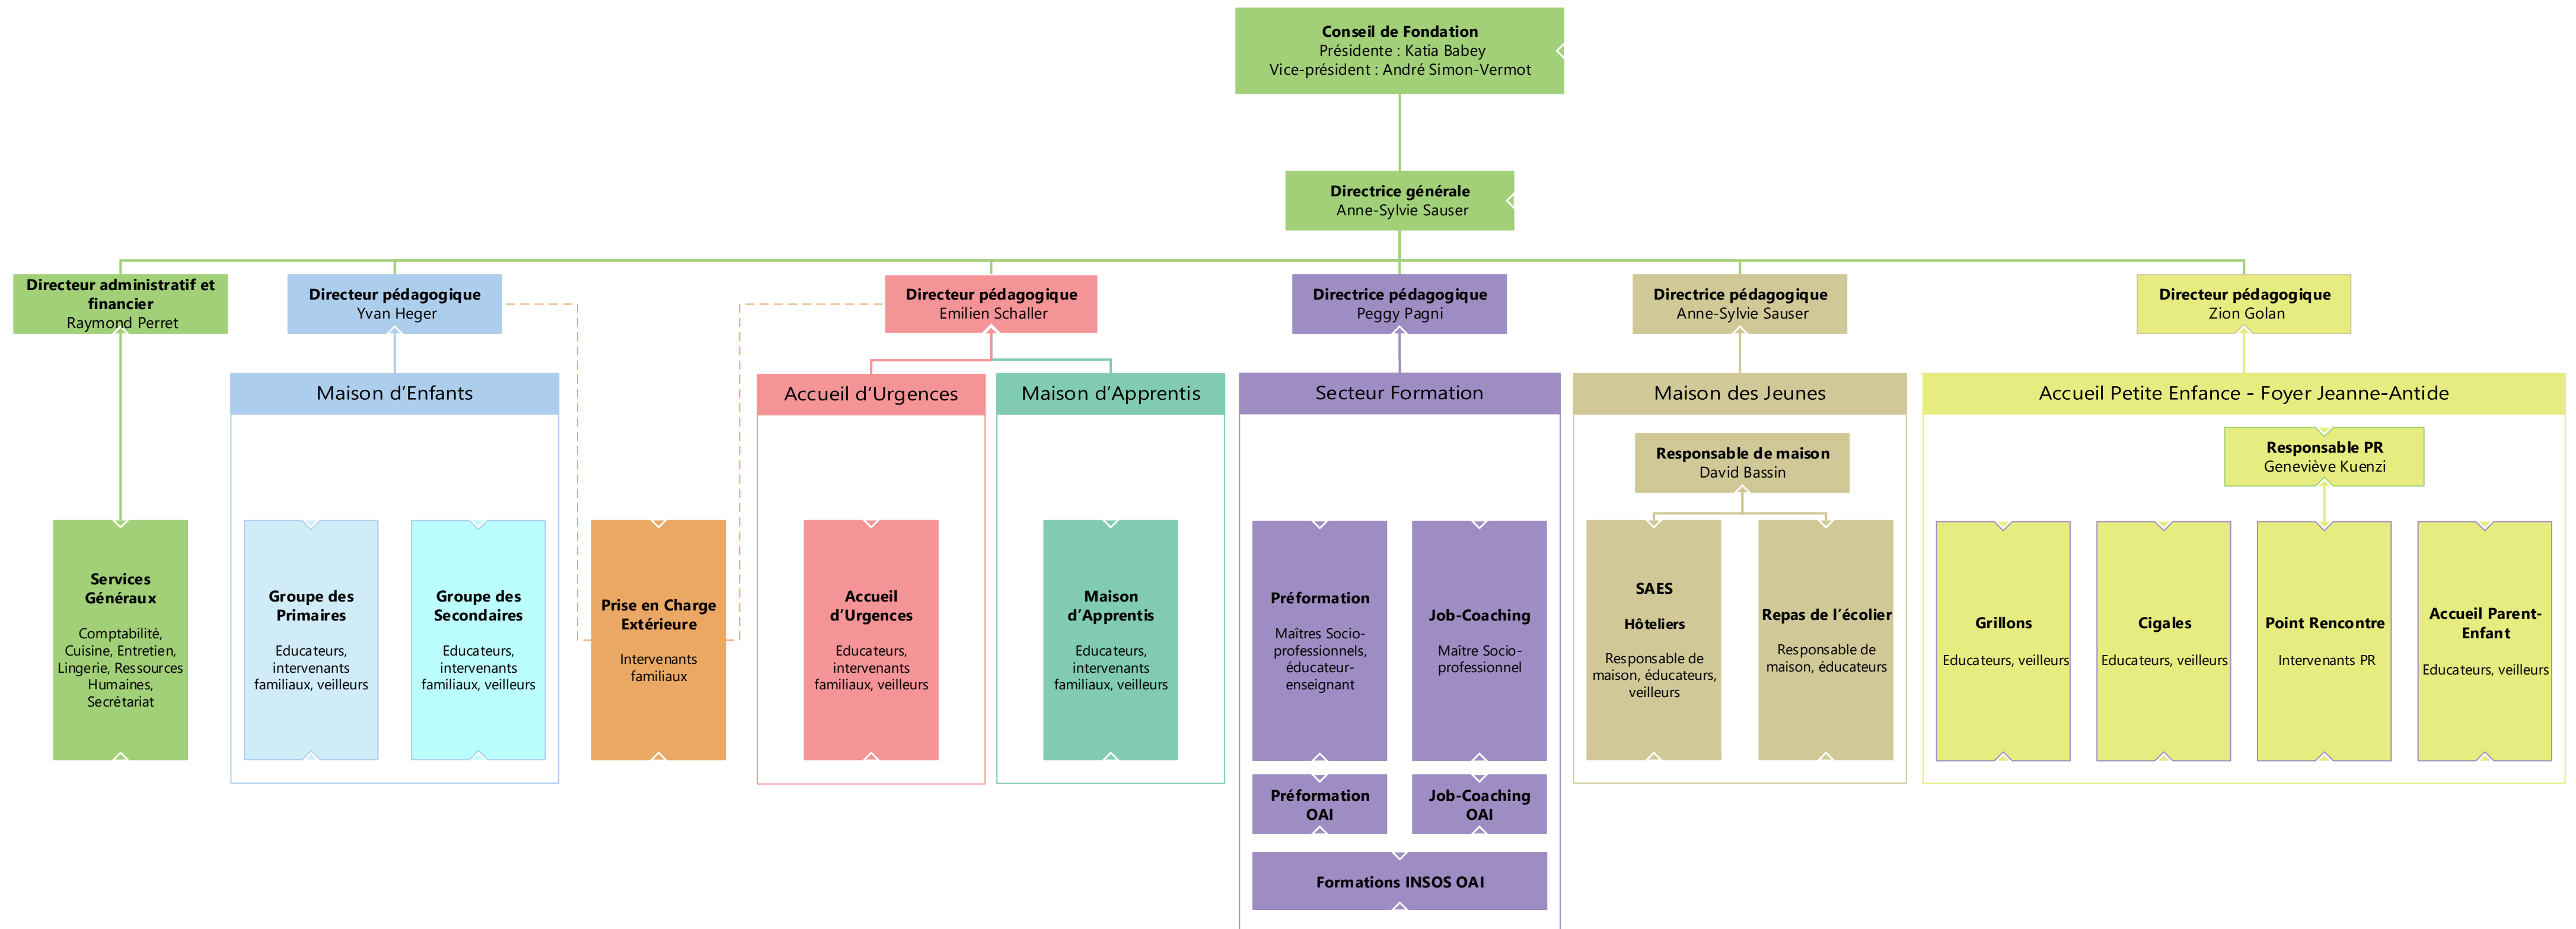 Conseil de Fondation
Présidente : Katia Babey
Vice-président : André Simon-Vermot
Directrice générale
Anne-Sylvie Sauser
Directeur administratif et
financier
Raymond Perret
Directeur pédagogique
Yvan Heger
Directeur pédagogique
Emilien Schaller
Directrice pédagogique
Peggy Pagni
Directrice pédagogique
Anne-Sylvie Sauser
Directeur pédagogique
Zion Golan
Maison d'Enfants
Accueil d'Urgences
Maison d'Apprentis
Secteur Formation
Maison des Jeunes
Accueil Petite Enfance - Foyer Jeanne-Antide
Responsable de maison
David Bassin
Responsable PR
Geneviève Kuenzi
Services
Généraux
Comptabilité,
Cuisine, Entretien,
Lingerie, Ressources
Humaines,
Secrétariat
Groupe des
Primaires
Educateurs,
intervenants
familiaux, veilleurs
Groupe des
Secondaires
Educateurs,
intervenants
familiaux, veilleurs
Prise en Charge
Extérieure
Intervenants
familiaux
Accueil
d'Urgences
Educateurs,
intervenants
familiaux, veilleurs
Maison
d'Apprentis
Educateurs,
intervenants
familiaux, veilleurs
Préformation
Maîtres Socio-
professionnels,
éducateur-
enseignant
Job-Coaching
Maître Socio-
professionnel
SAES
Hôteliers
Responsable de
maison, éducateurs,
veilleurs
Repas de l'écolier
Responsable de
maison, éducateurs
Grillons
Educateurs, veilleurs
Cigales
Educateurs, veilleurs
Point Rencontre
Intervenants PR
Accueil Parent-
Enfant
Educateurs, veilleurs
Préformation
OAI
Job-Coaching
OAI
Formations INSOS OAI